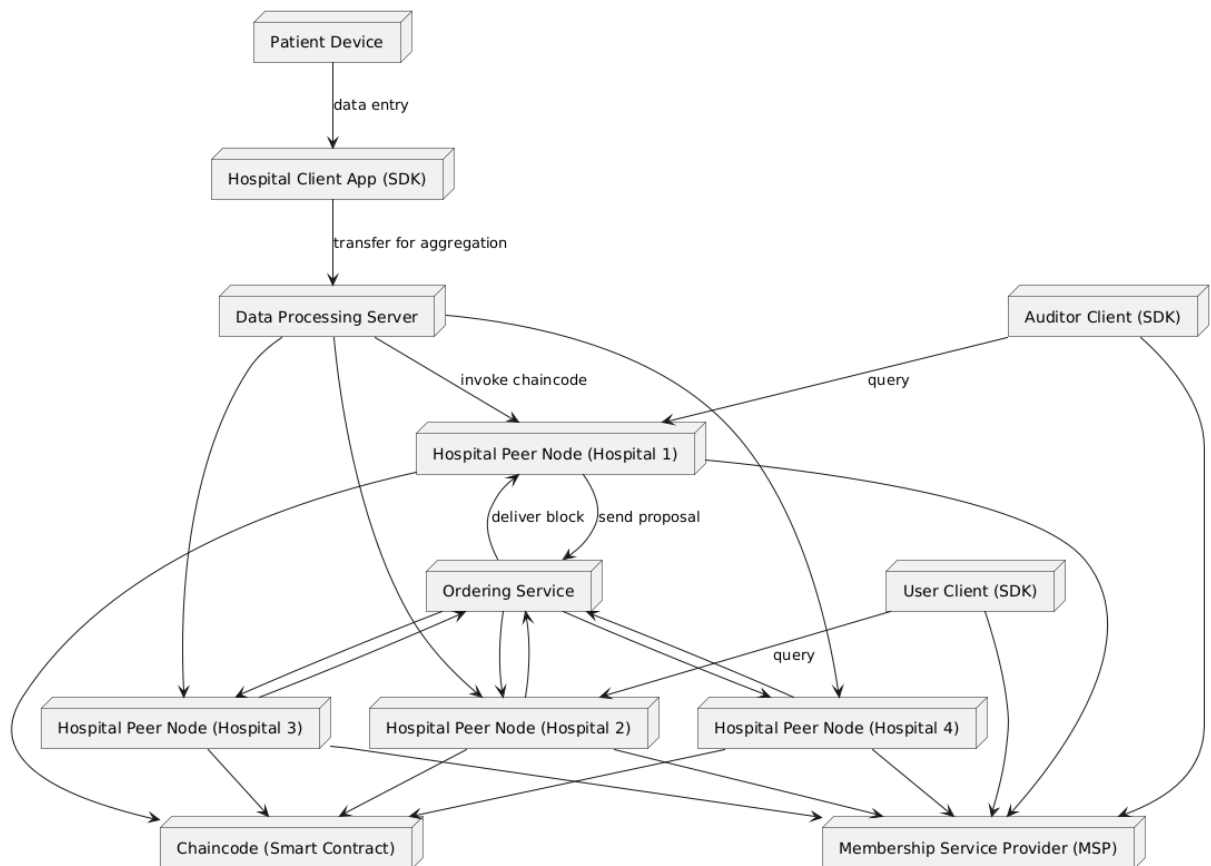 Patient Device
data entry
Hospital Client App (SDK)
transfer for aggregation
Data Processing Server
Auditor Client (SDK)
invoke chaincode
query
Hospital Peer Node (Hospital 1)
deliver block
send proposal
Ordering Service
User Client (SDK)
query
Hospital Peer Node (Hospital 3)
Hospital Peer Node (Hospital 2)
Hospital Peer Node (Hospital 4)
Chaincode (Smart Contract)
Membership Service Provider (MSP)